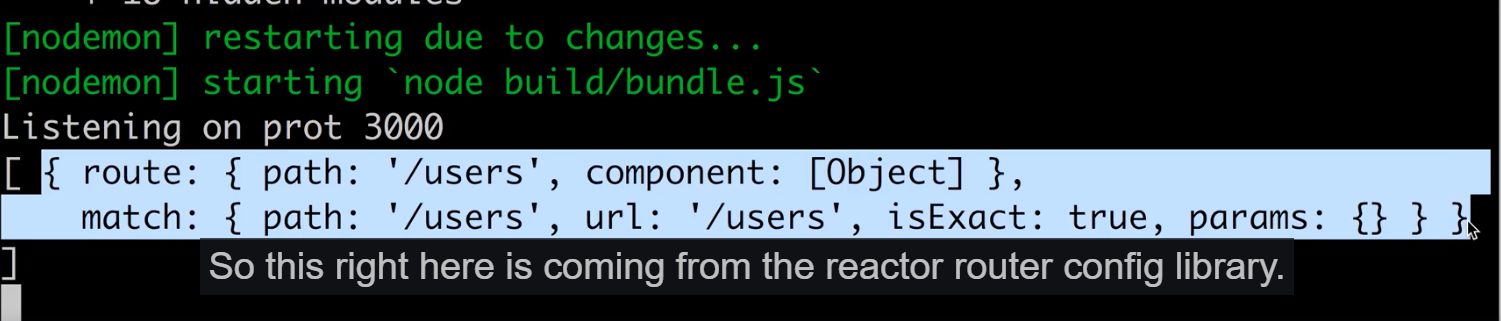 [nodemon] restarting due to changes...
[nodemon] starting `node build/bundle.js`
Listening on prot 3000
[ { route: { path: '/users', component: [Object] },
match: { path: '/users', url: '/users', isExact: true, params: {} } }
]
So this right here is coming from the reactor router config library.